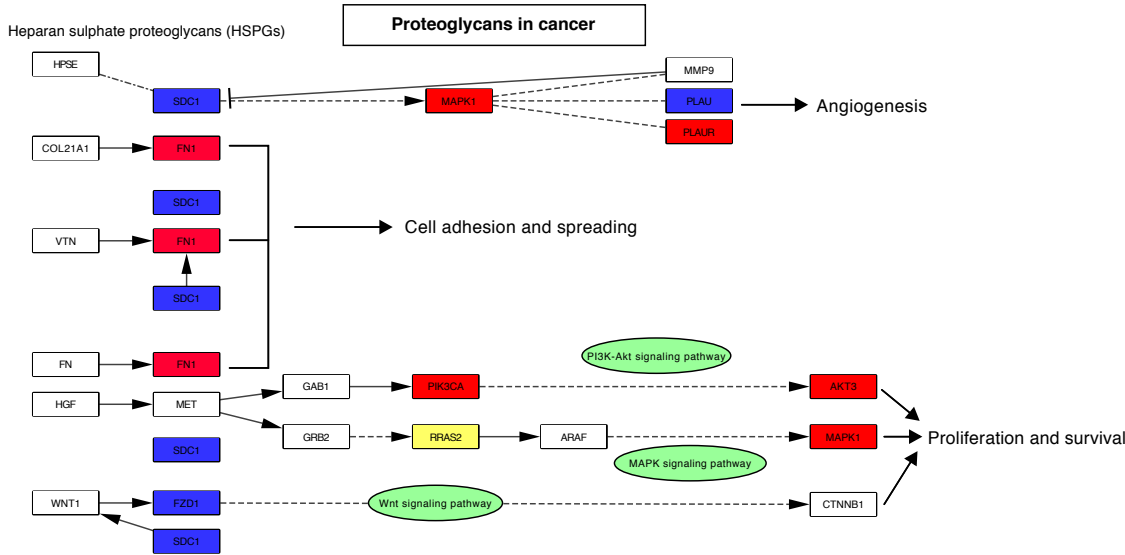 Proteoglycans in cancer
Heparan sulphate proteoglycans (HSPGs)
HPSE
MMP9
SDC1
MAPK1
PLAU
Angiogenesis
PLAUR
COL21A1
FN1
SDC1
Cell adhesion and spreading
VTN
FN1
SDC1
PI3K-Akt signaling pathway
FN
FN1
GAB1
PIK3CA
AKT3
HGF
MET
GRB2
RRAS2
ARAF
MAPK1
Proliferation and survival
SDC1
MAPK signaling pathway
WNT1
FZD1
Wnt signaling pathway
CTNNB1
SDC1